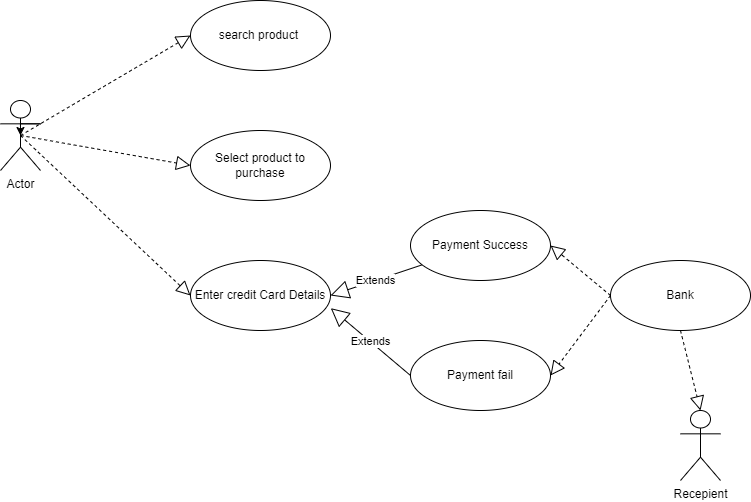 search product
Select product to
purchase
Actor
Payment Success
Extends
Enter credit Card Details
Bank
Extends
Payment fail
Recepient